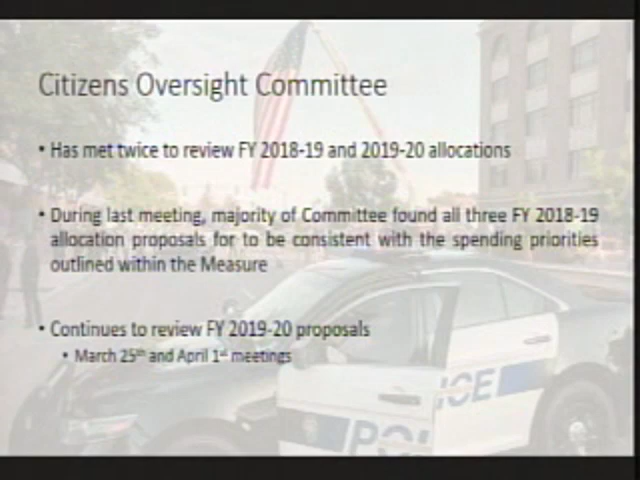 Citizens Oversight Committee
• Has met twice to review FY 2018-19 and 2019-20 allocations
• During last meeting, majority of Committee found all three FY 2018-19
allocation proposals for to be consistent with the spending priorities
outlined within the Measure
• Continues to review FY 2019-20 proposals
• March 25th and April 1st meetings